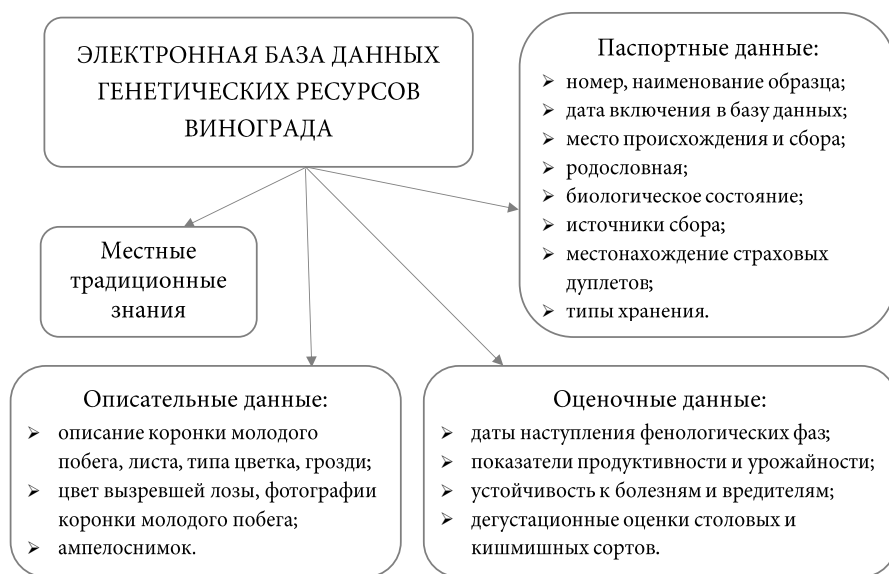 ЭЛЕКТРОННАЯ БАЗА ДАННЫХ
ГЕНЕТИЧЕСКИХ РЕСУРСОВ
ВИНОГРАДА
Паспортные данные:
➢ номер, наименование образца;
➢ дата включения в базу данных;
➢ место происхождения и сбора;
➢ родословная;
➢ биологическое состояние;
➢ источники сбора;
➢ местонахождение страховых
дуплетов;
➢ типы хранения.
Местные
традиционные
знания
Описательные данные:
➢ описание коронки молодого
побега, листа, типа цветка, грозди;
➢ цвет вызревшей лозы, фотографии
коронки молодого побега;
➢ ампелоснимок.
Оценочные данные:
➢ даты наступления фенологических фаз;
➢ показатели продуктивности и урожайности;
➢ устойчивость к болезням и вредителям;
➢ дегустационные оценки столовых и
кишмишных сортов.